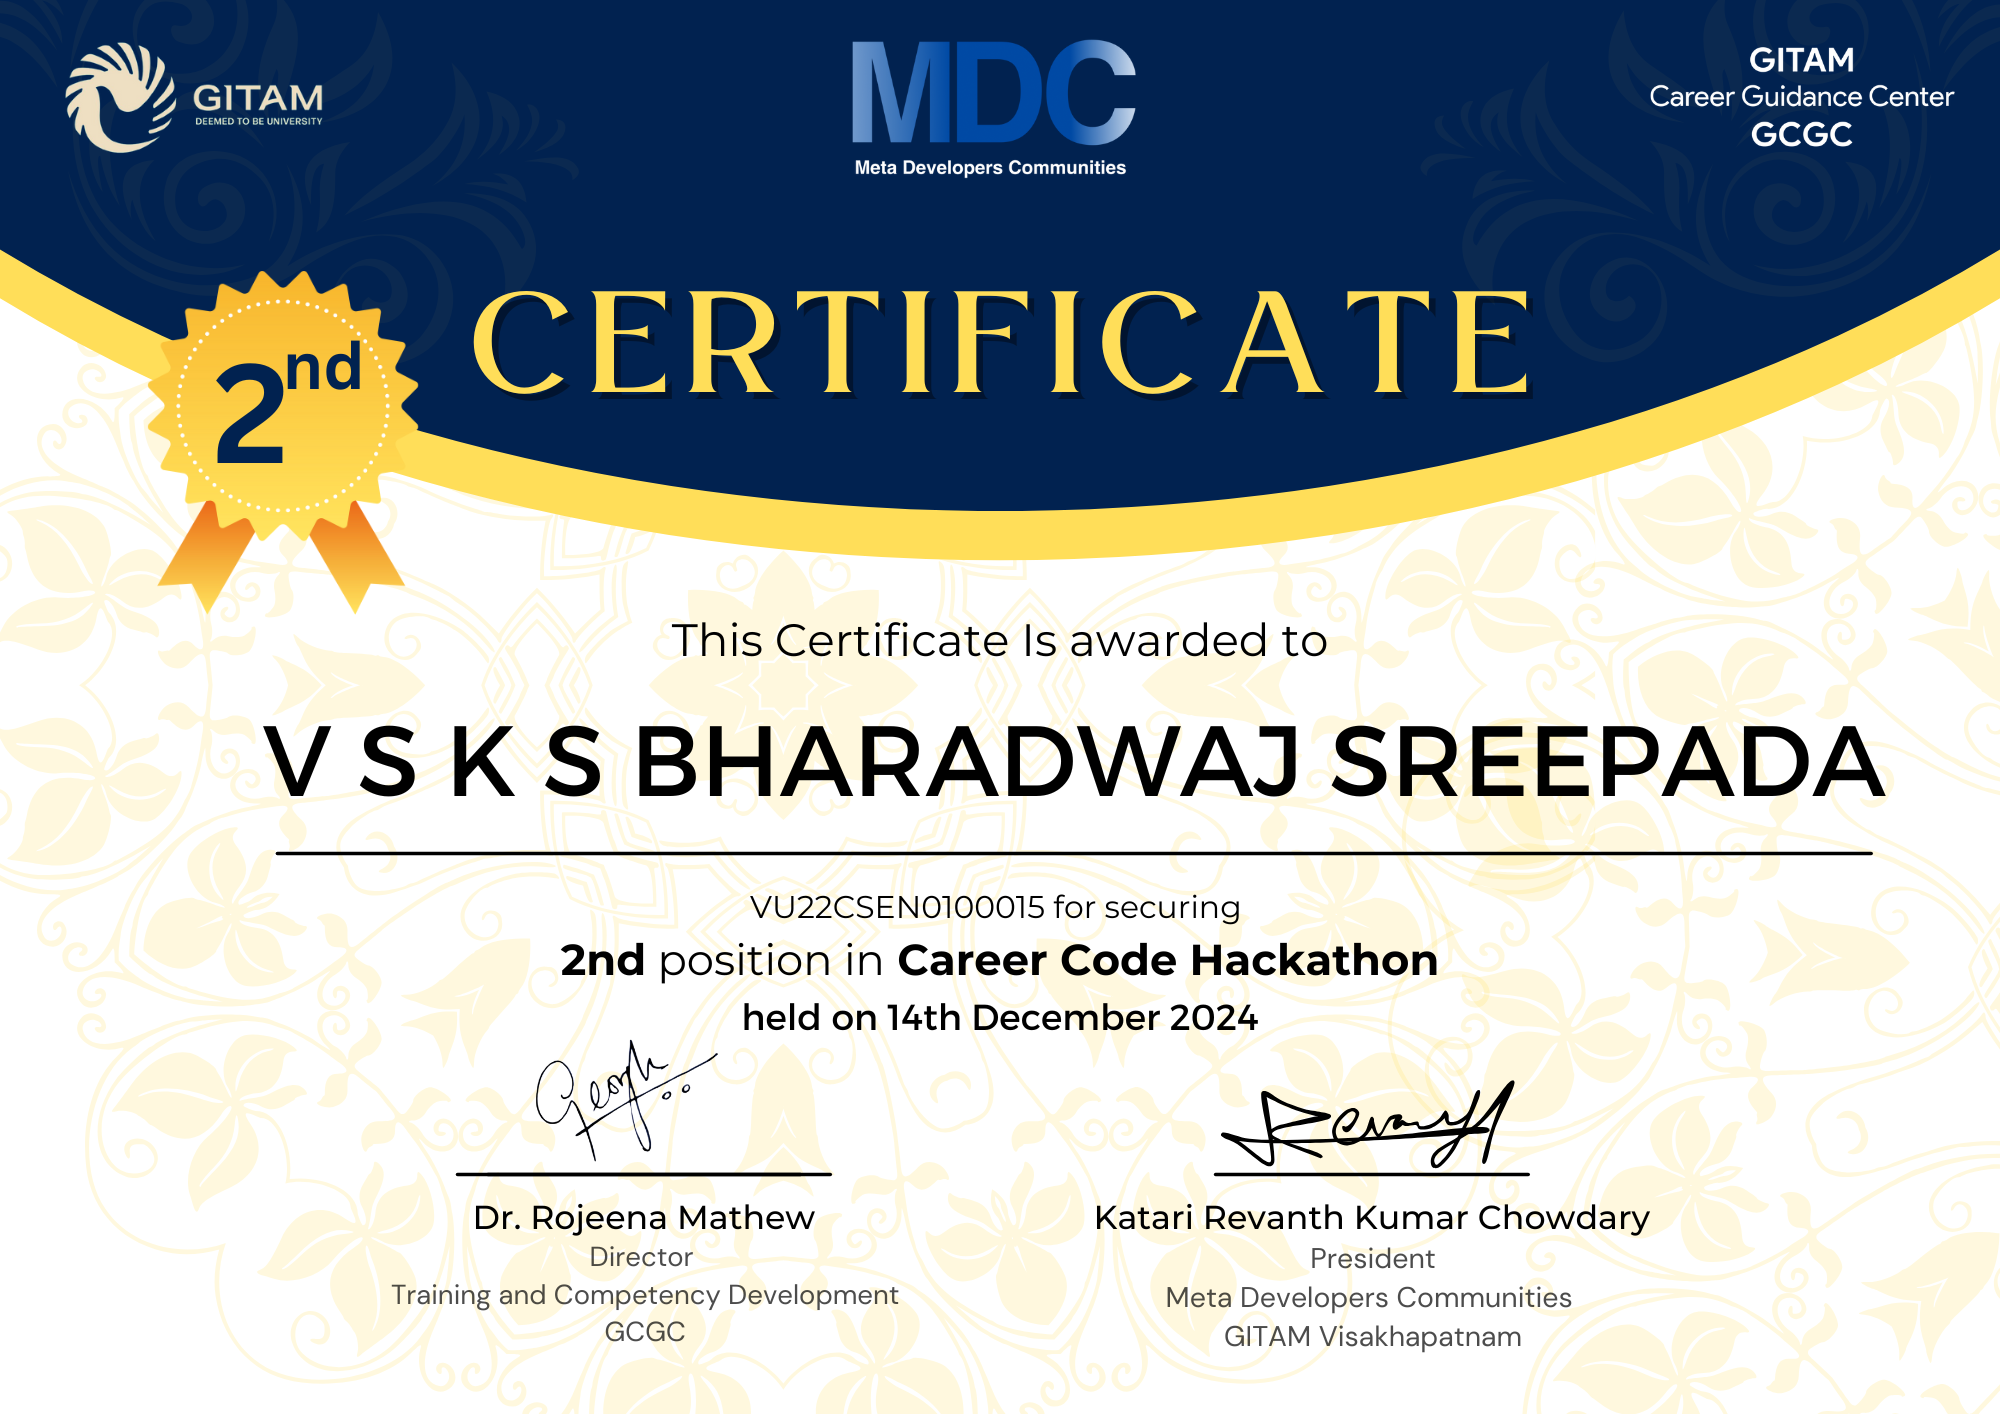 GITAM
DEEMED TO BE UNIVERSITY
MDC
Meta Developers Communities
GITAM
Career Guidance Center
GCGC
CERTIFICATE
2nd
This Certificate Is awarded to
V S K S BHARADWAJ SREEPADA
VU22CSEN0100015 for securing
2nd position in Career Code Hackathon
held on 14th December 2024
Dr. Rojeena Mathew
Director
Training and Competency Development
GCGC
Katari Revanth Kumar Chowdary
President
Meta Developers Communities
GITAM Visakhapatnam